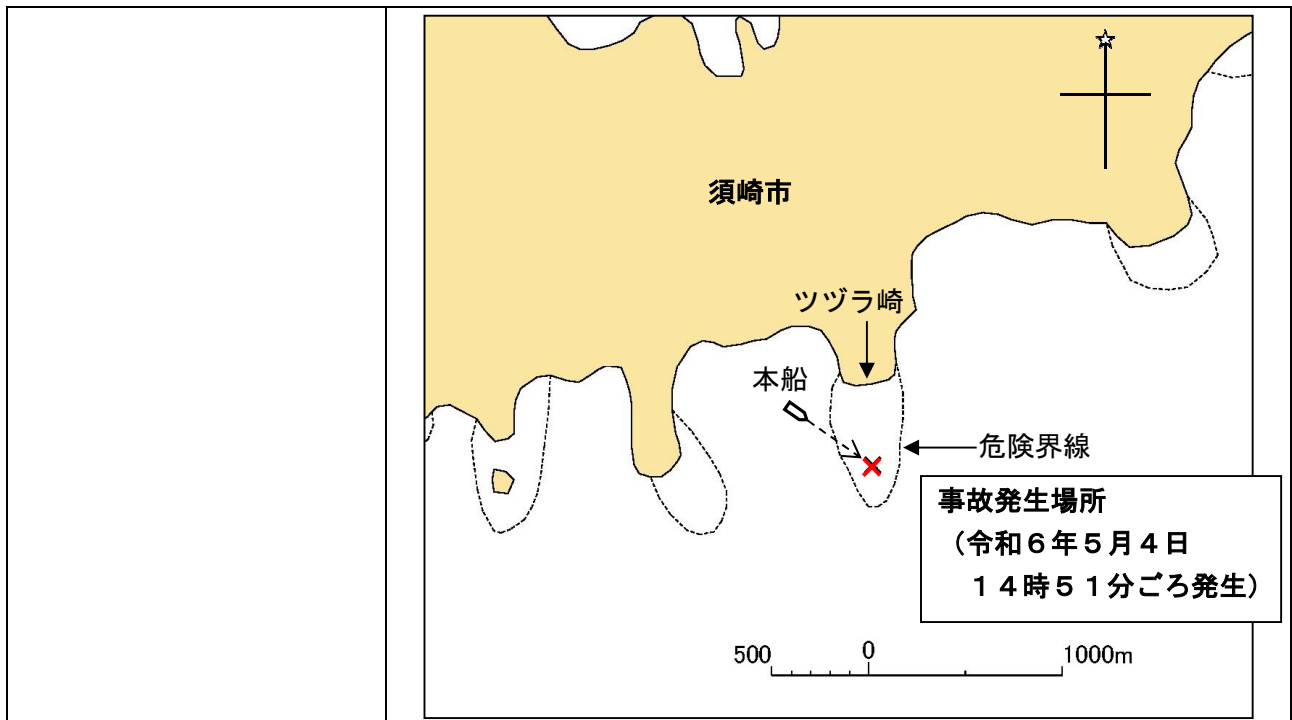 須崎市
ツヅラ崎
本船
危険界線
事故発生場所
（令和６年５月４日
１４時５１分ごろ発生）
500 0 1000m